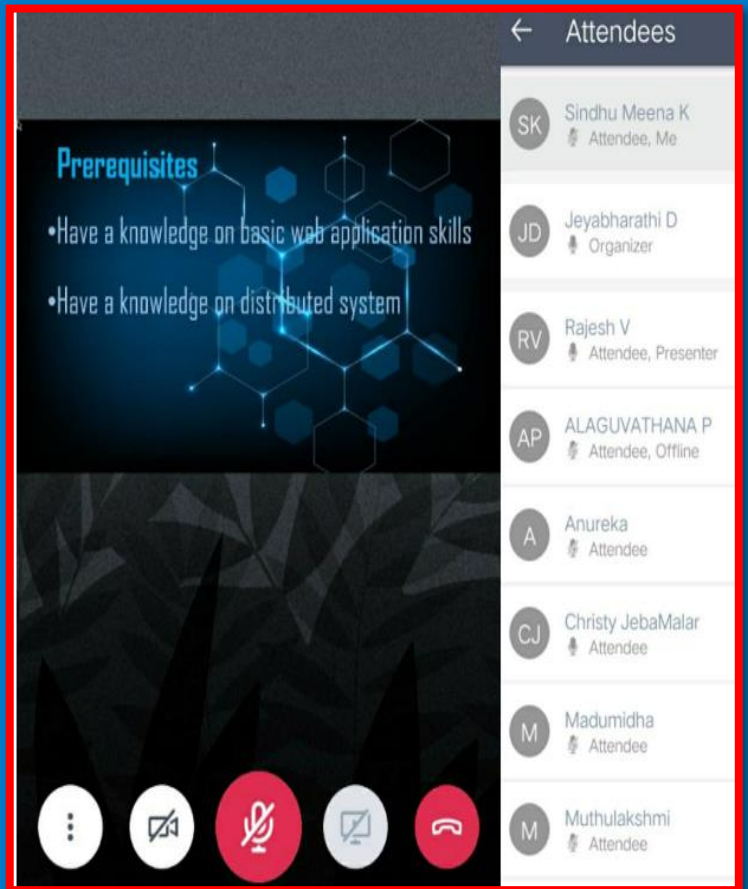 Prerequisites
•Have a knowledge on basic web application skills
•Have a knowledge on distributed system
Attendees
SK
Sindhu Meena K
Attendee, Me
JD
Jeyabharathi D
Organizer
RV
Rajesh V
Attendee, Presenter
AP
ALAGUVATHANA P
Attendee, Offline
A
Anureka
Attendee
CJ
Christy JebaMalar
Attendee
M
Madumidha
Attendee
M
Muthulakshmi
Attendee